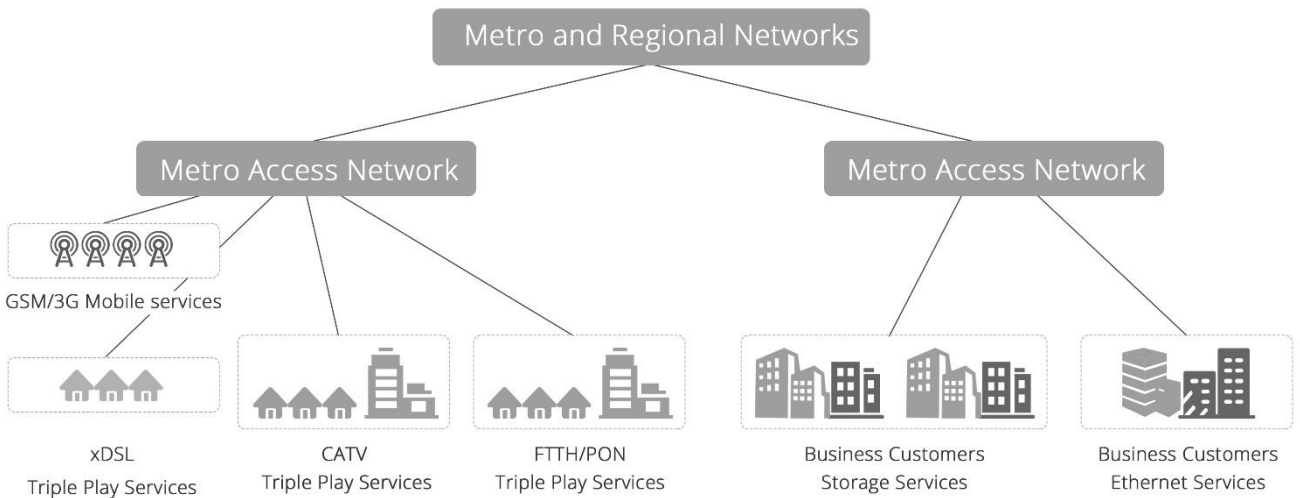 Metro and Regional Networks
Metro Access Network
Metro Access Network
GSM/3G Mobile services
xDSL
Triple Play Services
CATV
Triple Play Services
FTTH/PON
Triple Play Services
Business Customers
Storage Services
Business Customers
Ethernet Services